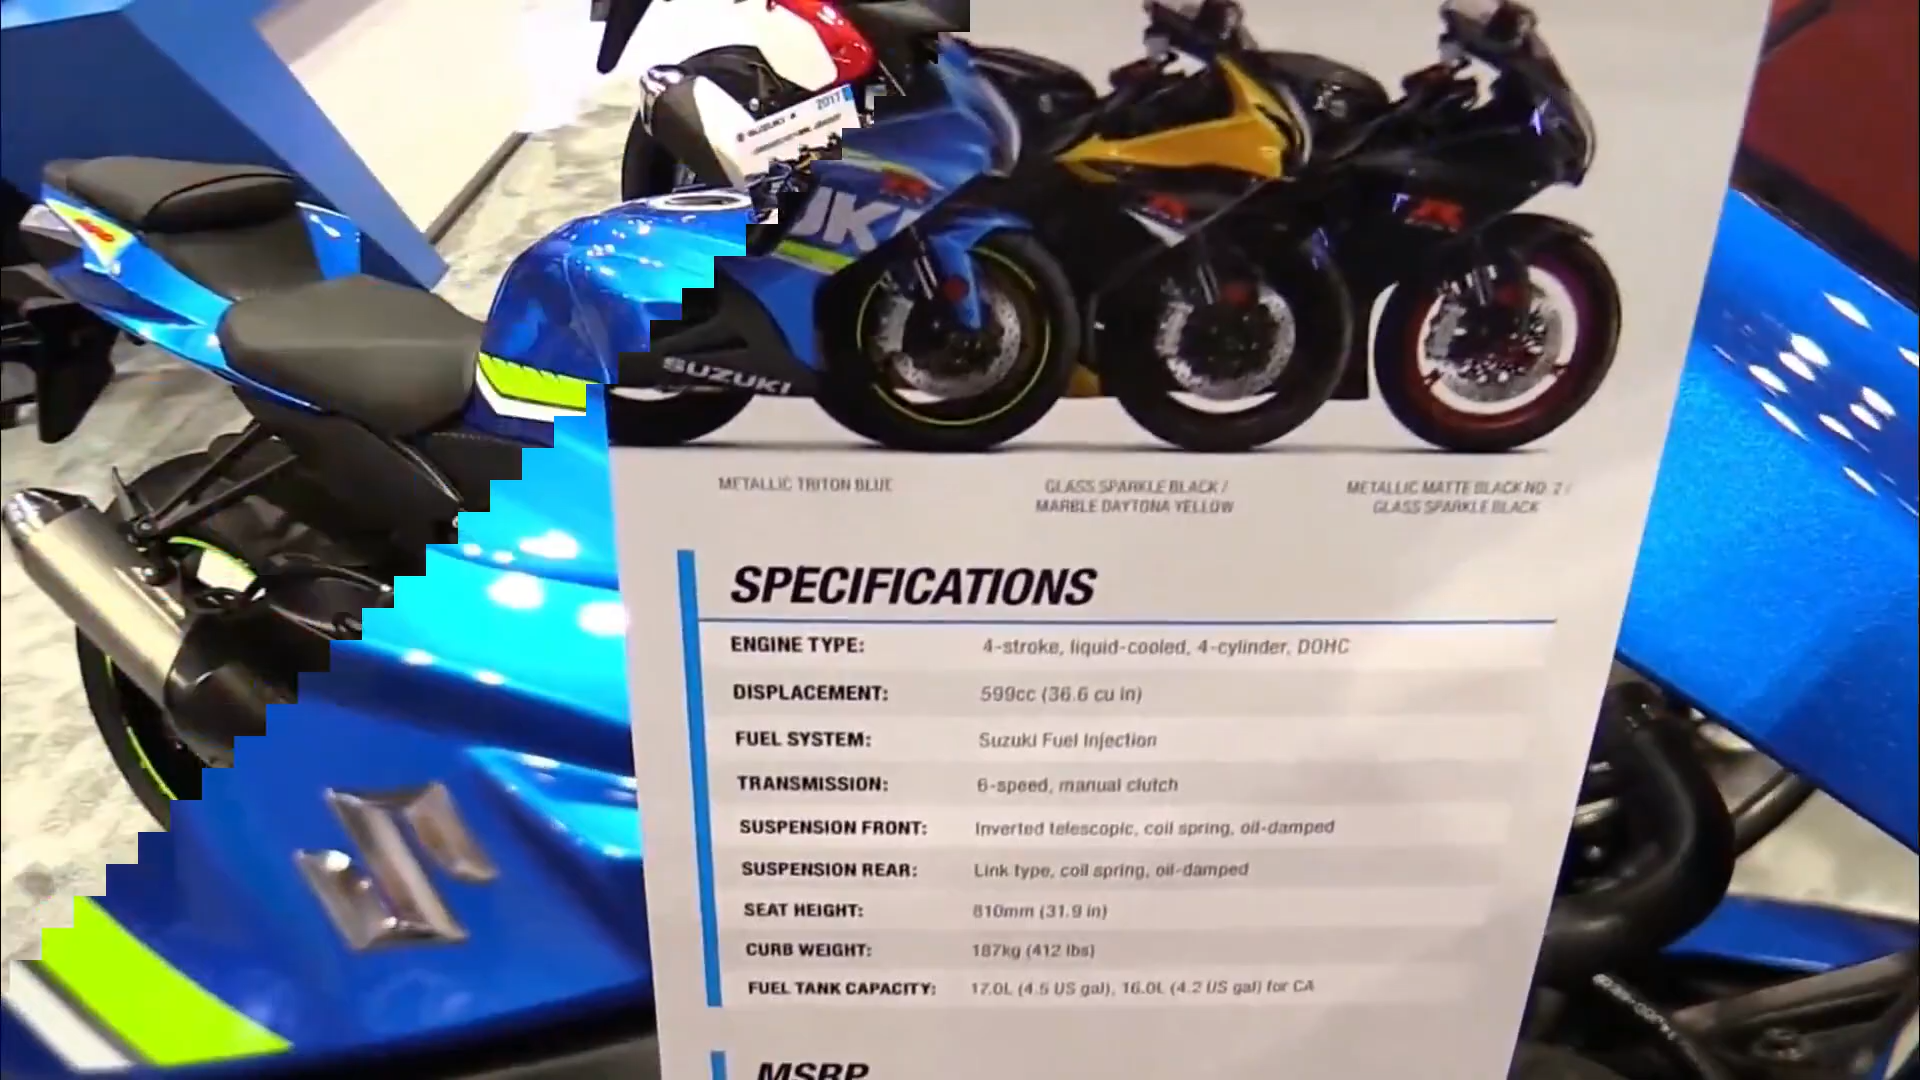 2017
SUZUKI
UK
R
R
R
SUZUKI
METALLIC TRITON BLUE
GLASS SPARKLE BLACK /
MARBLE DAYTONA YELLOW
METALLIC MATTE BLACK NO. 2 /
GLASS SPARKLE BLACK
SPECIFICATIONS
ENGINE TYPE: 4-stroke, liquid-cooled, 4-cylinder, DOHC
DISPLACEMENT: 599cc (36.6 cu in)
FUEL SYSTEM: Suzuki Fuel Injection
TRANSMISSION: 6-speed, manual clutch
SUSPENSION FRONT: Inverted telescopic, coil spring, oil-damped
SUSPENSION REAR: Link type, coil spring, oil-damped
SEAT HEIGHT: 810mm (31.9 in)
CURB WEIGHT: 187kg (412 lbs)
FUEL TANK CAPACITY: 17.0L (4.5 US gal), 16.0L (4.2 US gal) for CA
MSRP